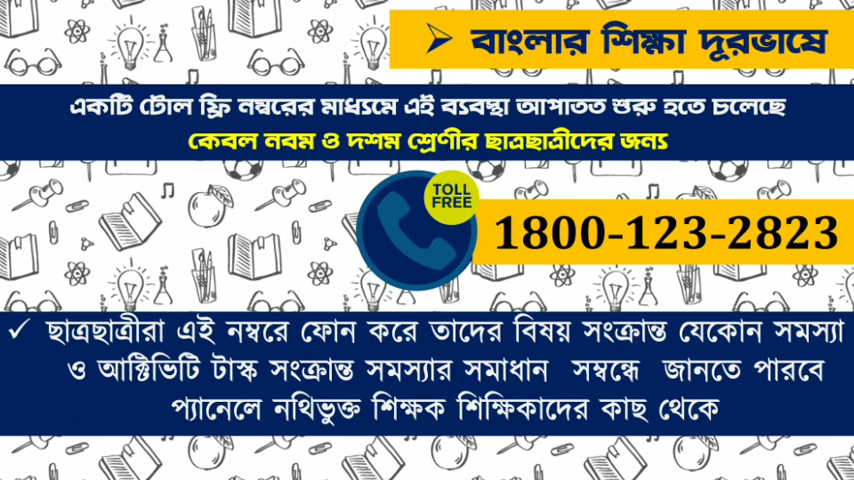 ➢ বাংলার শিক্ষা দূরভাষে
একটি টোল ফ্রি নম্বরের মাধ্যমে এই ব্যবস্থা আপাতত শুরু হতে চলেছে
কেবল নবম ও দশম শ্রেণীর ছাত্রছাত্রীদের জন্য
TOLL
FREE
1800-123-2823
✓ ছাত্রছাত্রীরা এই নম্বরে ফোন করে তাদের বিষয় সংক্রান্ত যেকোন সমস্যা
ও আক্টিভিটি টাস্ক সংক্রান্ত সমস্যার সমাধান সম্বন্ধে জানতে পারবে
প্যানেলে নথিভুক্ত শিক্ষক শিক্ষিকাদের কাছ থেকে